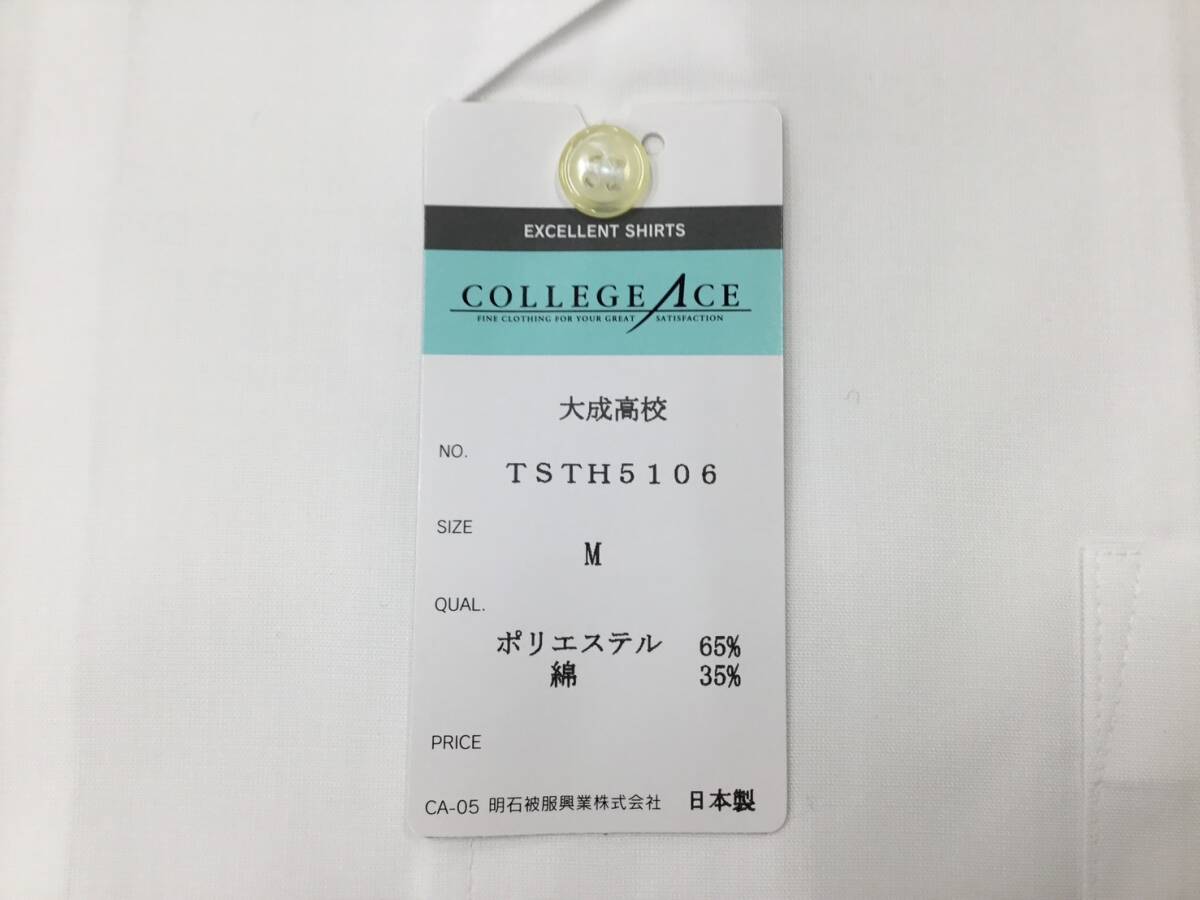 EXCELLENT SHIRTS
COLLEGE ACE
FINE CLOTHING FOR YOUR GREAT SATISFACTION
大成高校
NO.
TSTH5106
SIZE
M
QUAL.
ポリエステル 65%
綿 35%
PRICE
CA-05 明石被服興業株式会社 日本製